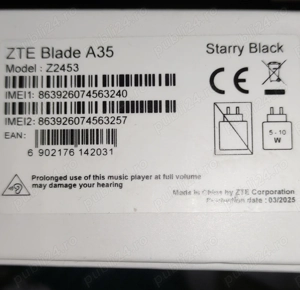 ZTE Blade A35
Starry Black
Model : Z2453
IMEI1: 863926074563240
IMEI2: 863926074563257
EAN:
6 902176 142031
5 - 10
W
Prolonged use of this music player at full volume
may damage your hearing
Made in China by ZTE Corporation
Production date : 03/2025